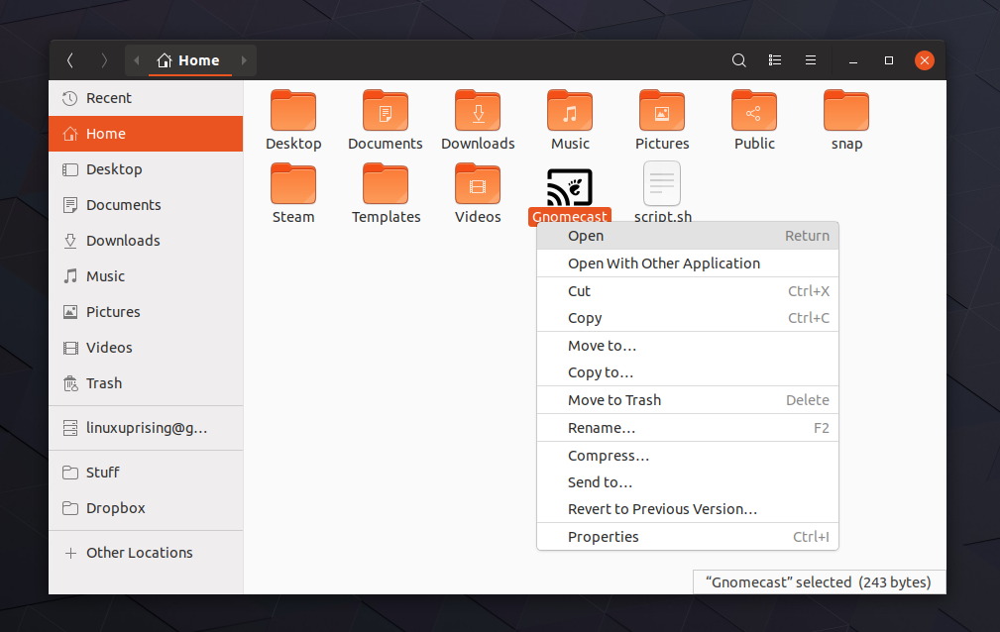 Home
Recent
Home
Desktop
Documents
Downloads
Music
Pictures
Videos
Trash
linuxuprising@g…
Stuff
Dropbox
Other Locations
Desktop
Documents
Downloads
Music
Pictures
Public
snap
Steam
Templates
Videos
Gnomecast
script.sh
Open Return
Open With Other Application
Cut Ctrl+X
Copy Ctrl+C
Move to…
Copy to…
Move to Trash Delete
Rename… F2
Compress…
Send to…
Revert to Previous Version…
Properties Ctrl+I
“Gnomecast” selected (243 bytes)